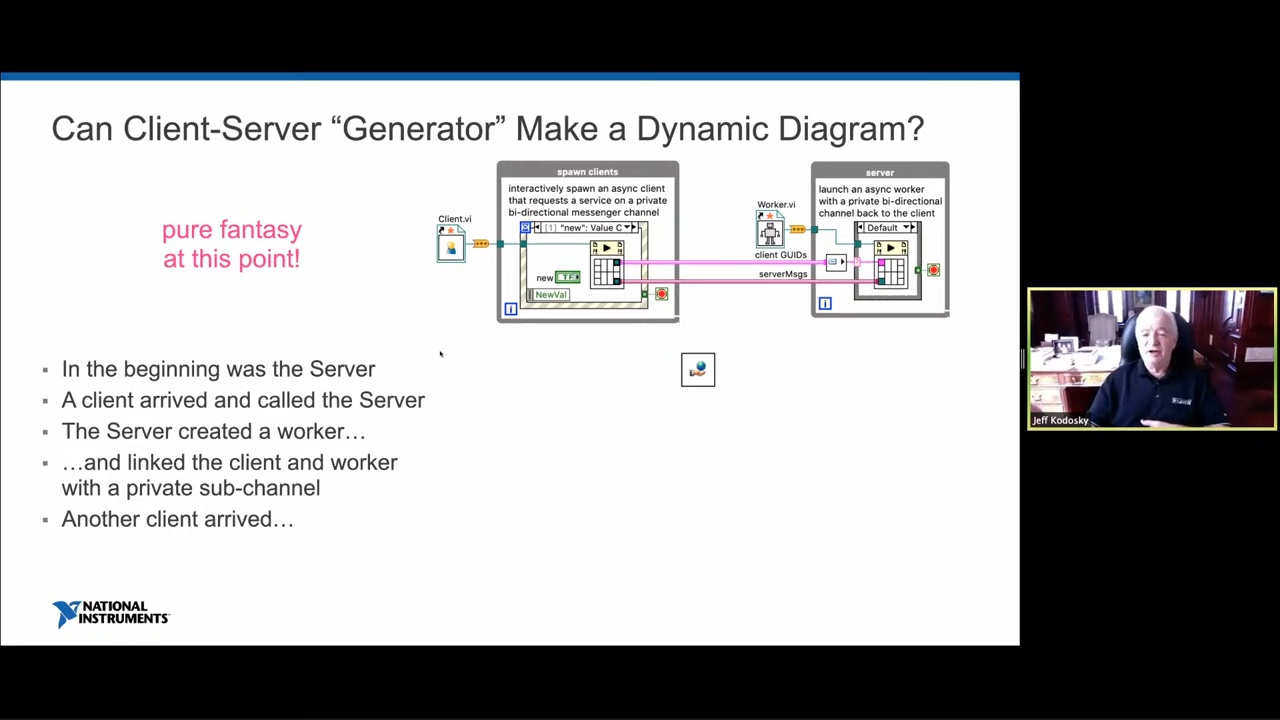 Can Client-Server “Generator” Make a Dynamic Diagram?
pure fantasy
at this point!
spawn clients
interactively spawn an async client
that requests a service on a private
bi-directional messenger channel
Client.vi
[1] "new": Value C
new
TF
NewVal
i
server
launch an async worker
with a private bi-directional
channel back to the client
Worker.vi
Default
client GUIDs
serverMsgs
i
▪ In the beginning was the Server
▪ A client arrived and called the Server
▪ The Server created a worker…
▪ …and linked the client and worker
with a private sub-channel
▪ Another client arrived…
NATIONAL
INSTRUMENTS
Jeff Kodosky